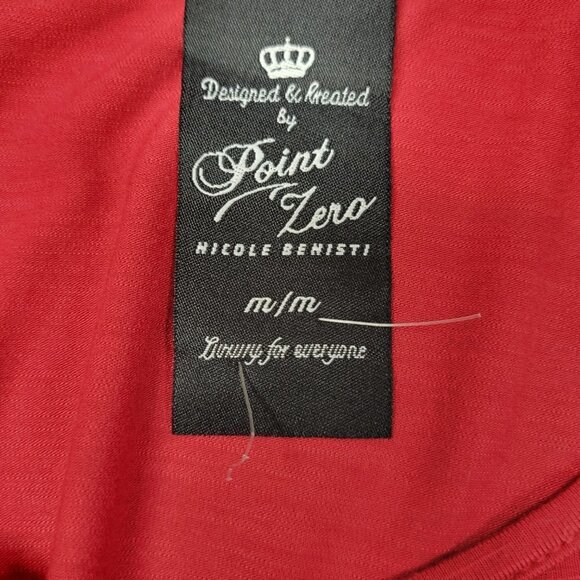 Designed & Created
by
Point
Zero
NICOLE BENISTI
m/m
Luxury for everyone